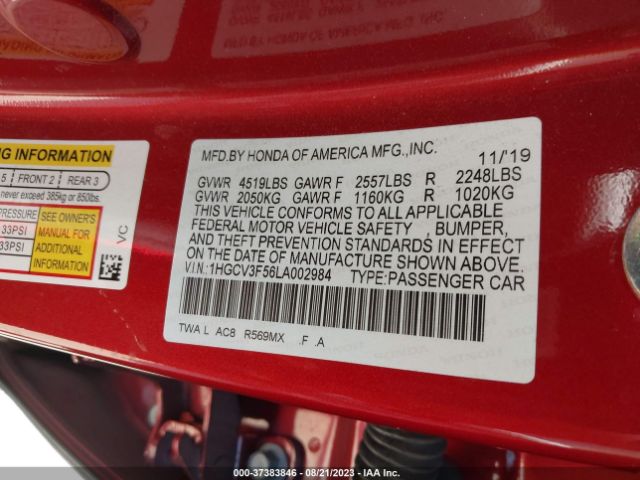 MFD.BY HONDA OF AMERICA MFG.,INC. 11/'19
GVWR 4519LBS GAWR F 2557LBS R 2248LBS
GVWR 2050KG GAWR F 1160KG R 1020KG
THIS VEHICLE CONFORMS TO ALL APPLICABLE
FEDERAL MOTOR VEHICLE SAFETY , BUMPER,
AND THEFT PREVENTION STANDARDS IN EFFECT
ON THE DATE OF MANUFACTURE SHOWN ABOVE.
V.I.N.:1HGCV3F56LA002984 TYPE:PASSENGER CAR
TWA L AC8 R569MX .F .A
INFORMATION
5 FRONT 2 REAR 3
never exceed 385kg or 850lbs.
PRESSURE
33PSI
33PSI
SEE OWNER'S
MANUAL FOR
ADDITIONAL
INFORMATION
VC
000-37383846 - 08/21/2023 - IAA Inc.